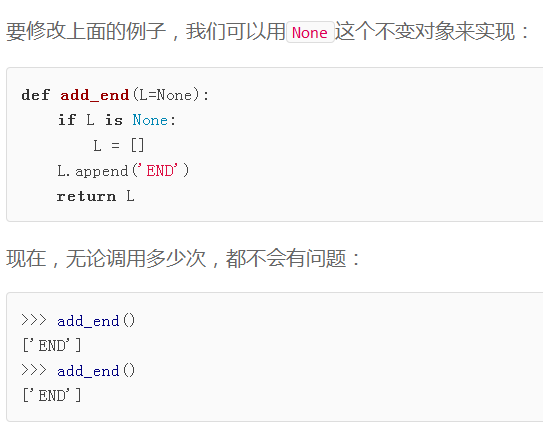 要修改上面的例子，我们可以用None这个不变对象来实现：
def add_end(L=None):
    if L is None:
        L = []
    L.append('END')
    return L
现在，无论调用多少次，都不会有问题：
>>> add_end()
['END']
>>> add_end()
['END']